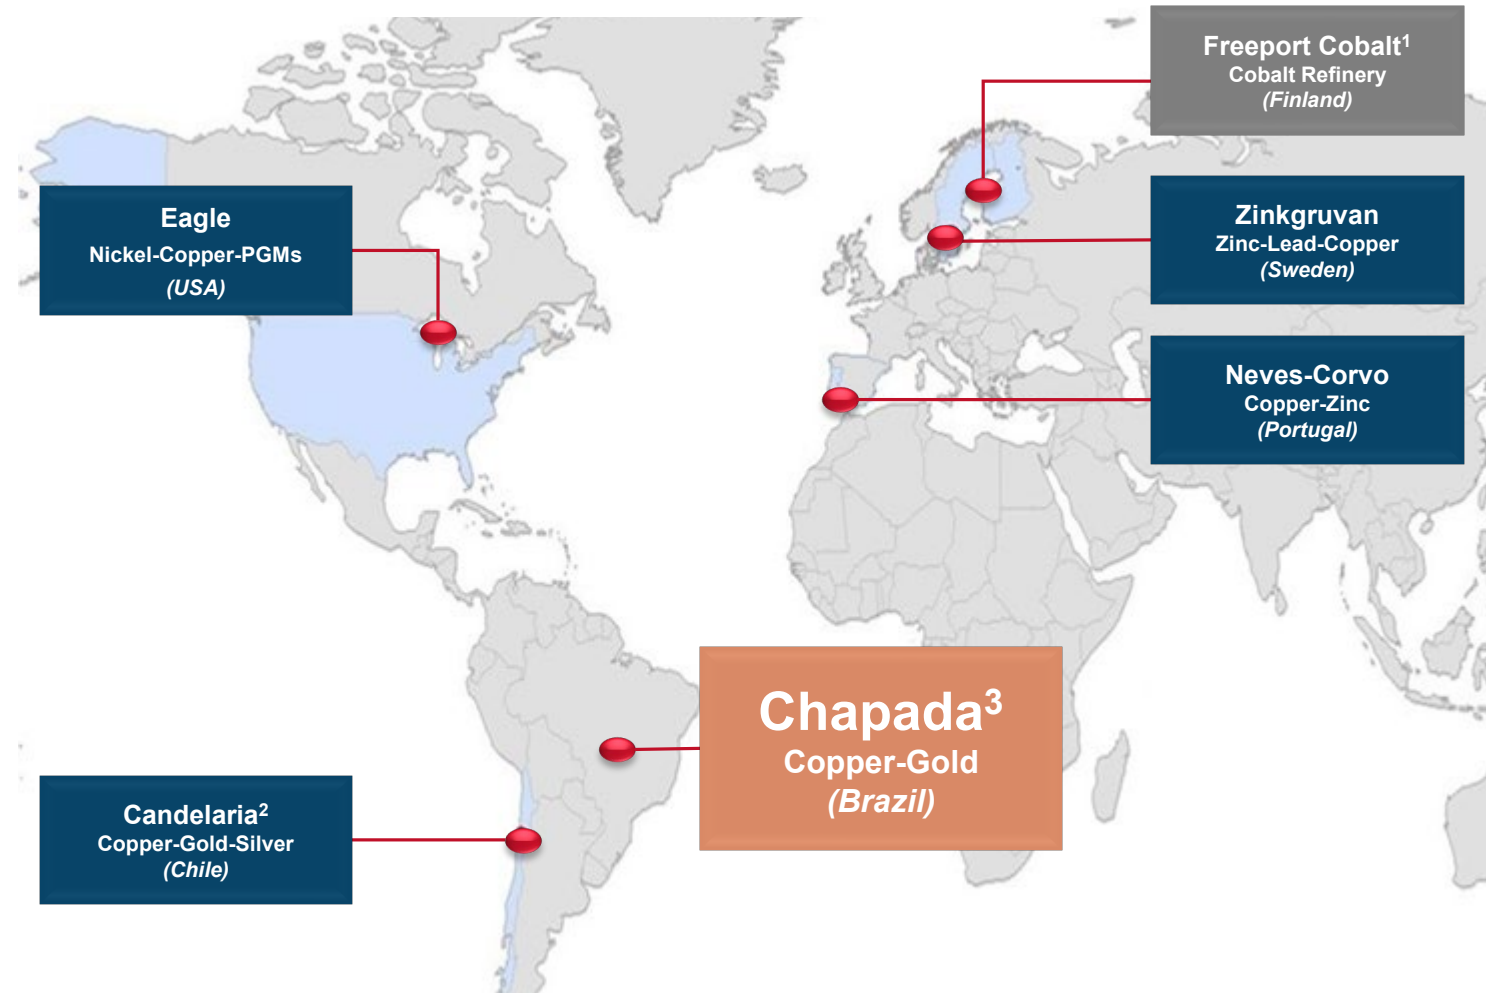 Freeport Cobalt¹
Cobalt Refinery
(Finland)
Eagle
Nickel-Copper-PGMs
(USA)
Zinkgruvan
Zinc-Lead-Copper
(Sweden)
Neves-Corvo
Copper-Zinc
(Portugal)
Chapada³
Copper-Gold
(Brazil)
Candelaria²
Copper-Gold-Silver
(Chile)